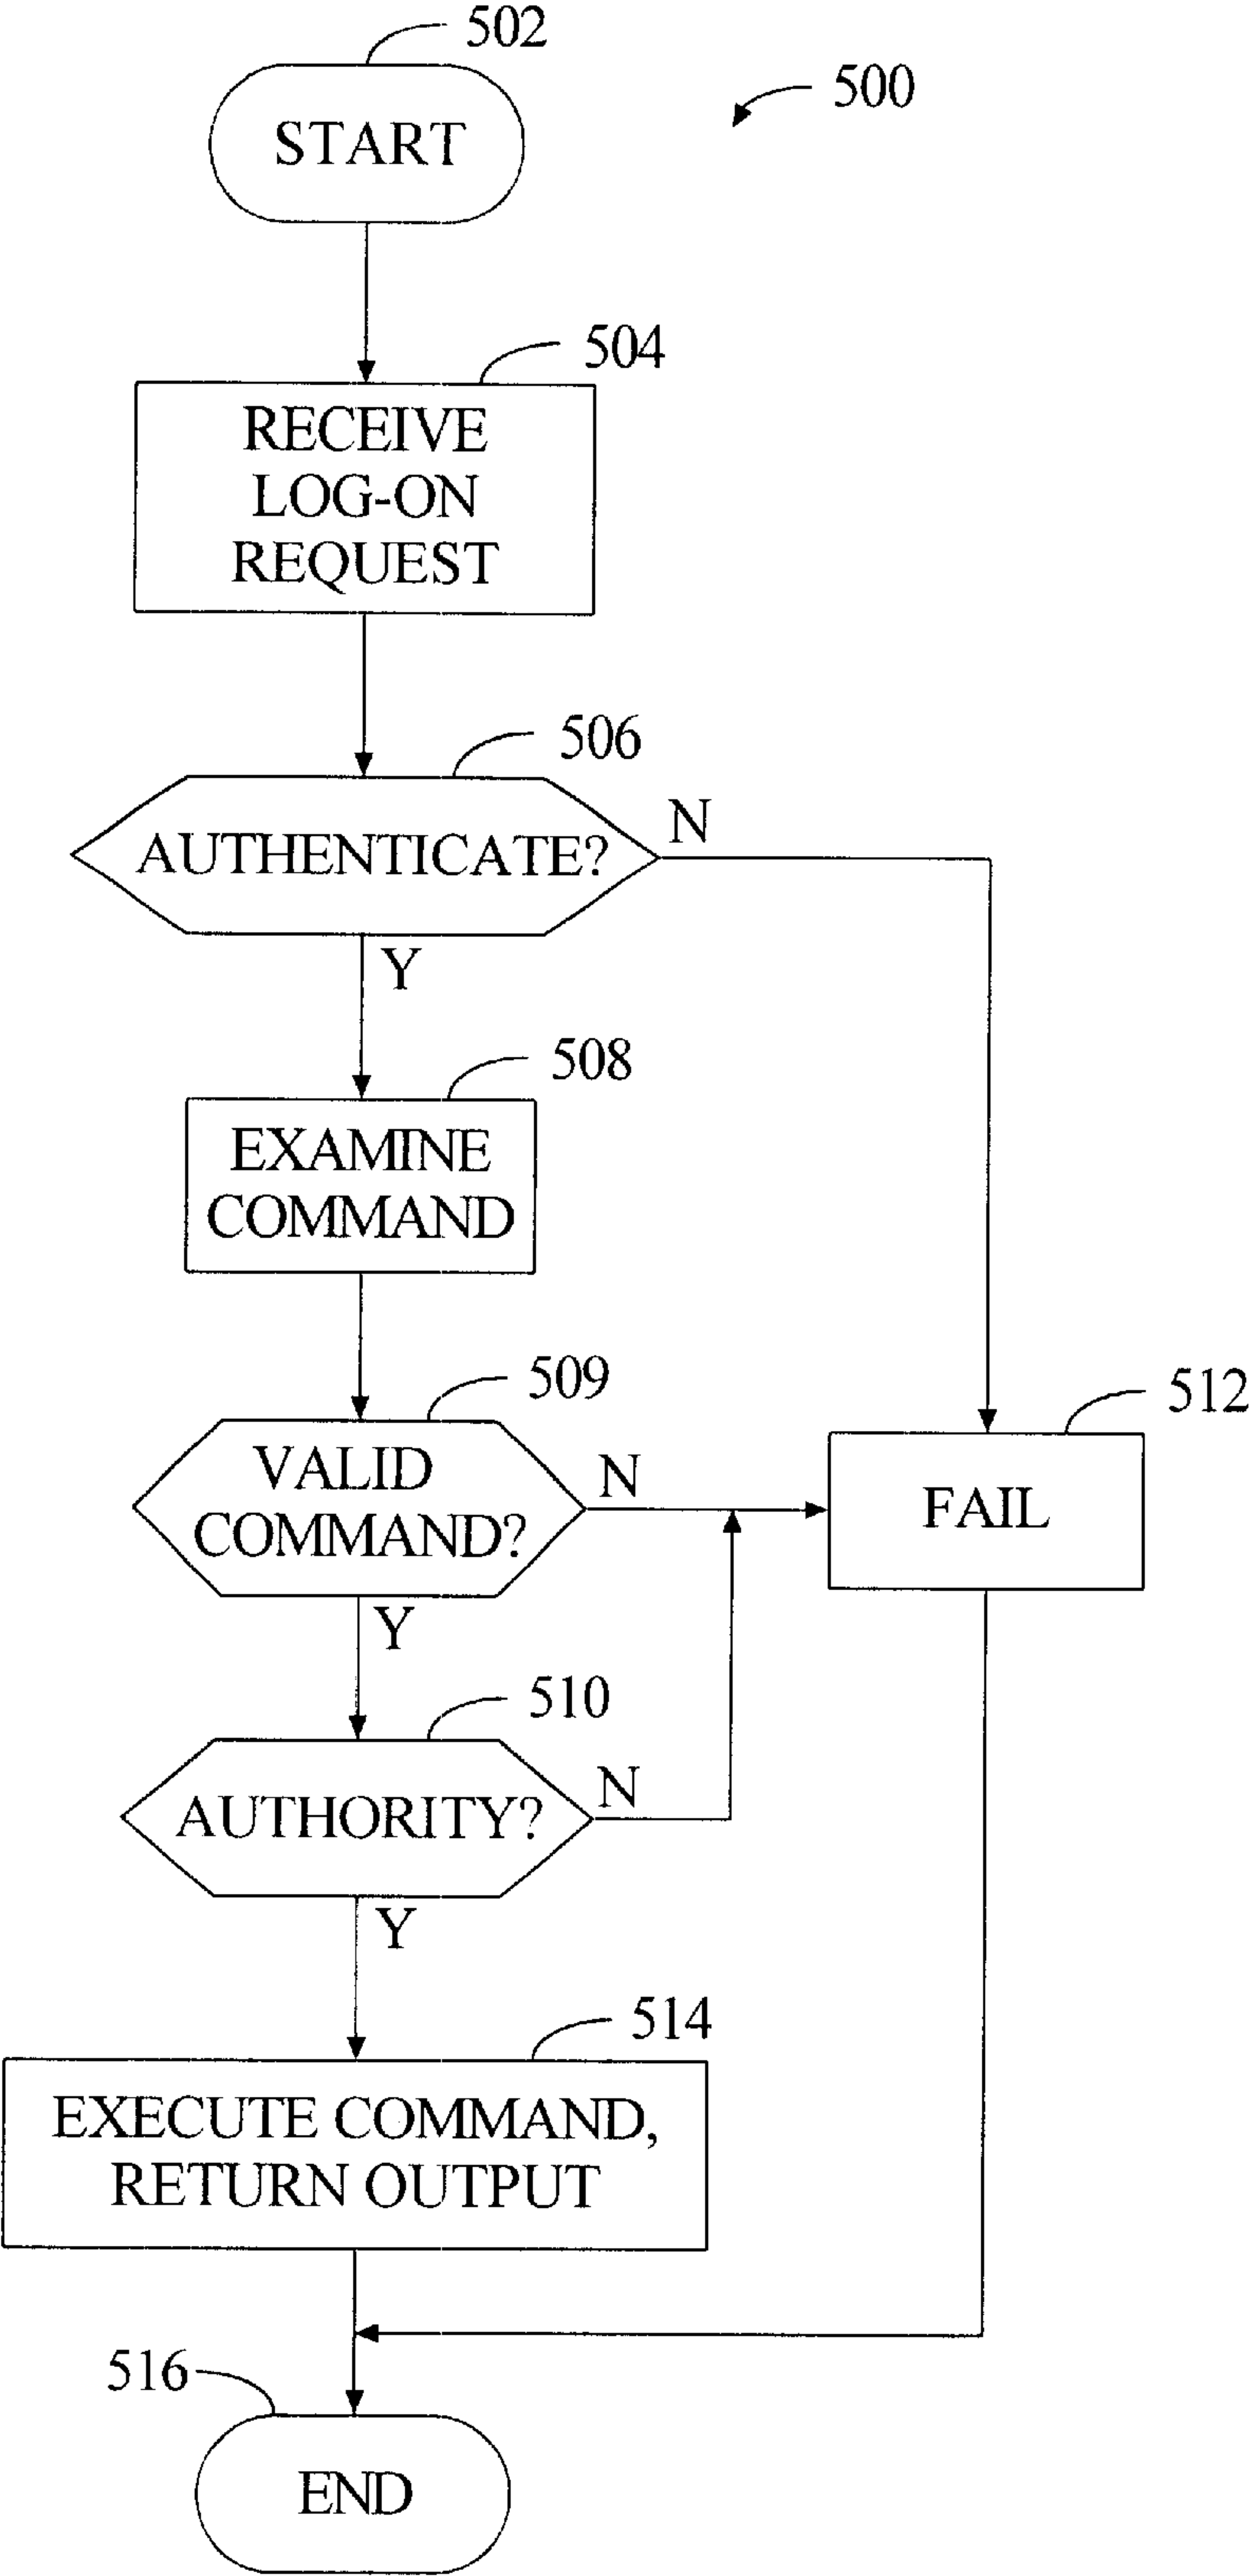 502
500
START
504
RECEIVE
LOG-ON
REQUEST
506
AUTHENTICATE?
N
Y
508
EXAMINE
COMMAND
509
VALID
COMMAND?
N
512
FAIL
Y
510
AUTHORITY?
N
Y
514
EXECUTE COMMAND,
RETURN OUTPUT
516
END